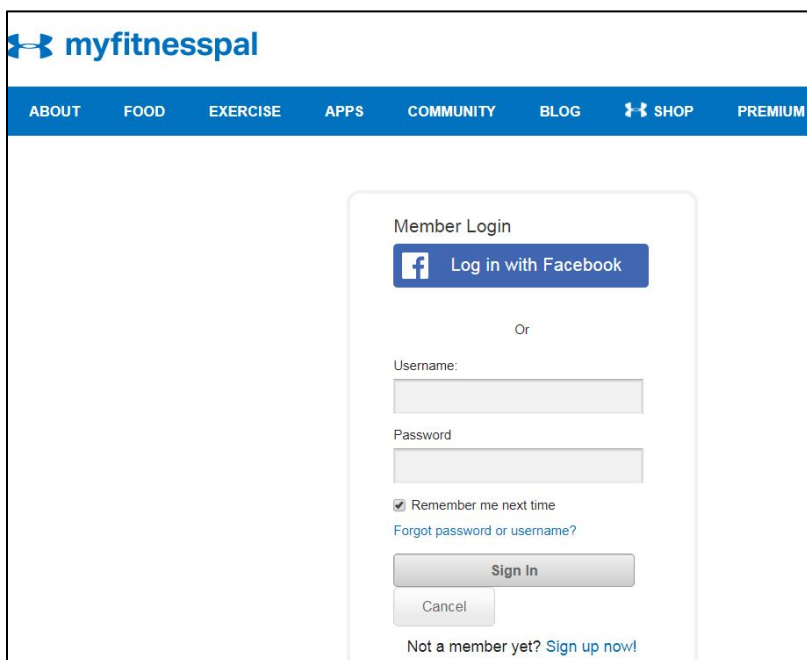 myfitnesspal
ABOUT FOOD EXERCISE APPS COMMUNITY BLOG SHOP PREMIUM
Member Login
Log in with Facebook
Or
Username:
Password
Remember me next time
Forgot password or username?
Sign In
Cancel
Not a member yet? Sign up now!